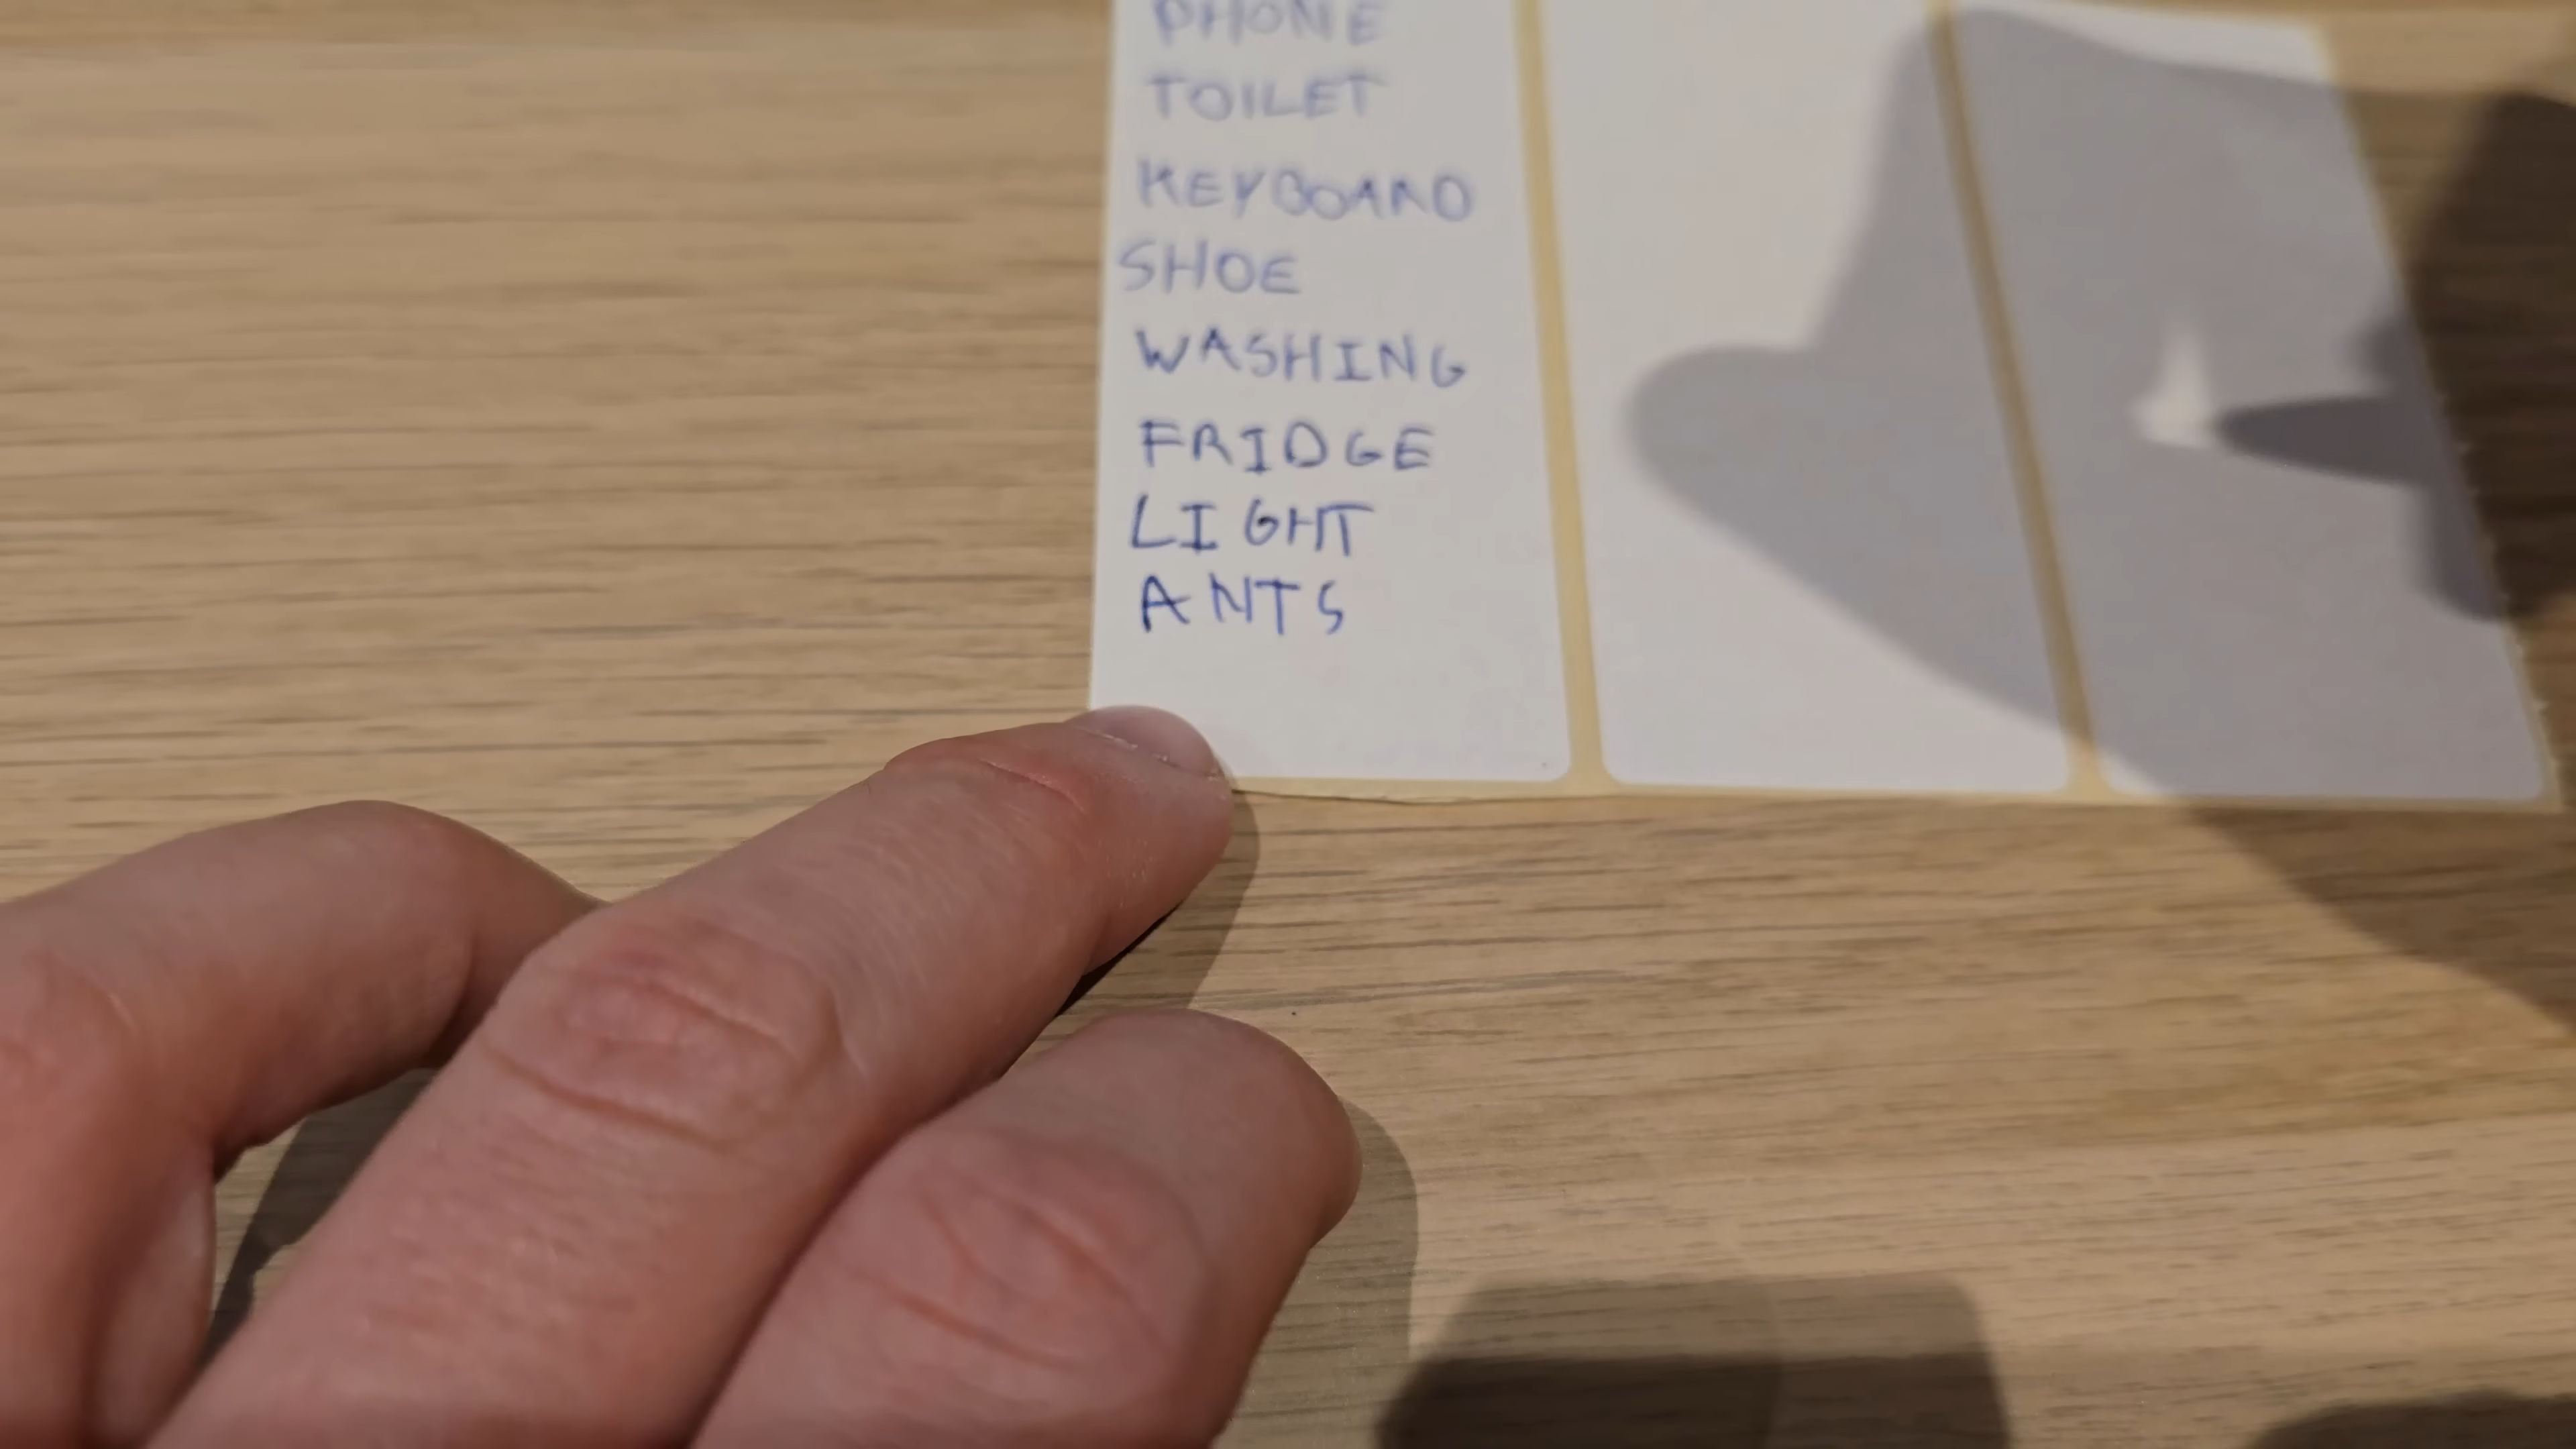 PHONE
TOILET
KEYBOARD
SHOE
WASHING
FRIDGE
LIGHT
ANTS